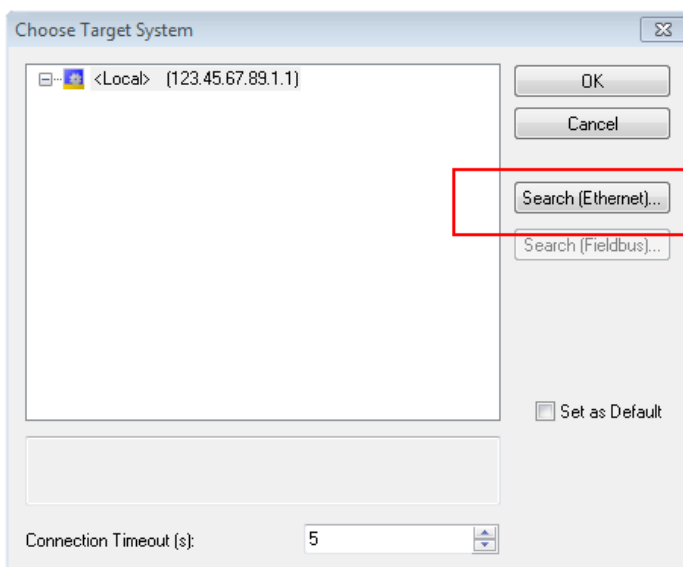 Choose Target System
<Local> (123.45.67.89.1.1)
OK
Cancel
Search (Ethernet)...
Search (Fieldbus)...
Set as Default
Connection Timeout (s):
5